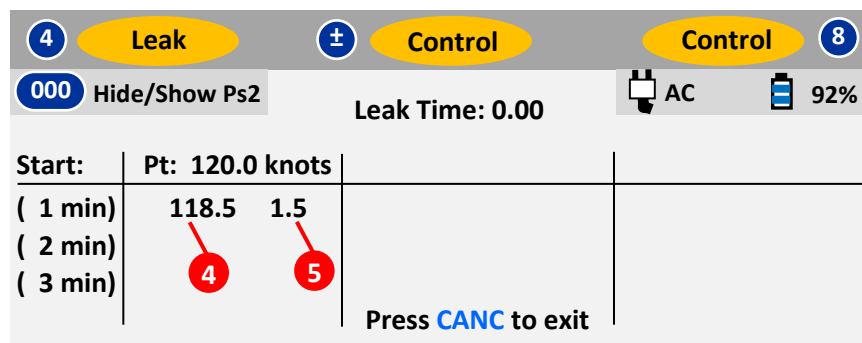 4 Leak ± Control Control 8
000 Hide/Show Ps2 Leak Time: 0.00 AC 92%
Start: Pt: 120.0 knots
( 1 min) 118.5 1.5
( 2 min)
( 3 min) 4 5
Press CANC to exit